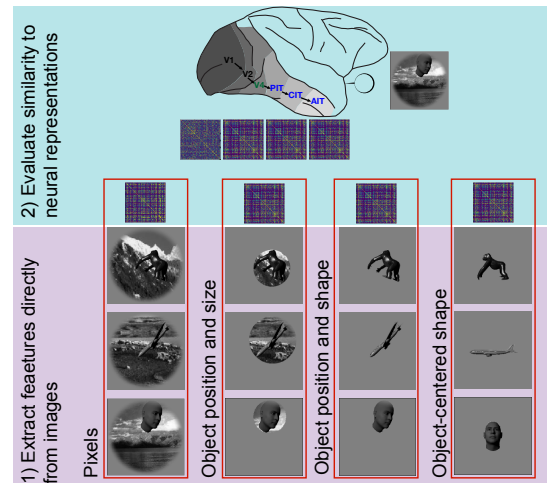 2) Evaluate similarity to
neural representations
V1
V2
V4
PIT
CIT
AIT
1) Extract feaetures directly
from images
Pixels
Object position and size
Object position and shape
Object-centered shape